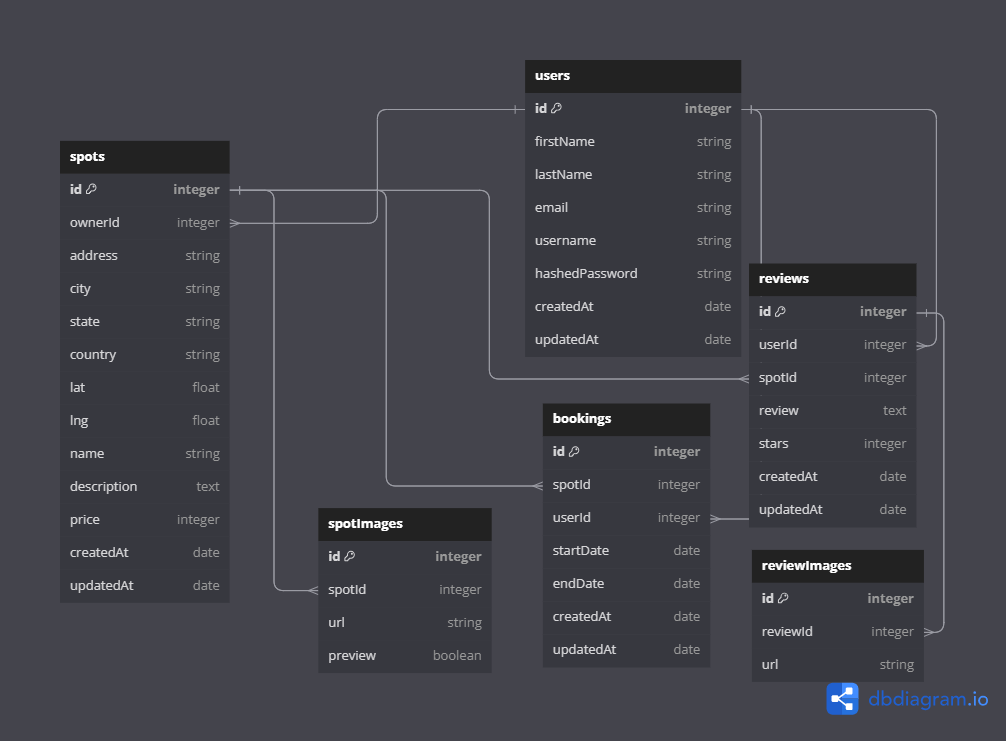 users
id integer
firstName string
lastName string
email string
username string
hashedPassword string
createdAt date
updatedAt date
spots
id integer
ownerId integer
address string
city string
state string
country string
lat float
lng float
name string
description text
price integer
createdAt date
updatedAt date
reviews
id integer
userId integer
spotId integer
review text
stars integer
createdAt date
updatedAt date
bookings
id integer
spotId integer
userId integer
startDate date
endDate date
createdAt date
updatedAt date
spotImages
id integer
spotId integer
url string
preview boolean
reviewImages
id integer
reviewId integer
url string
dbdiagram.io